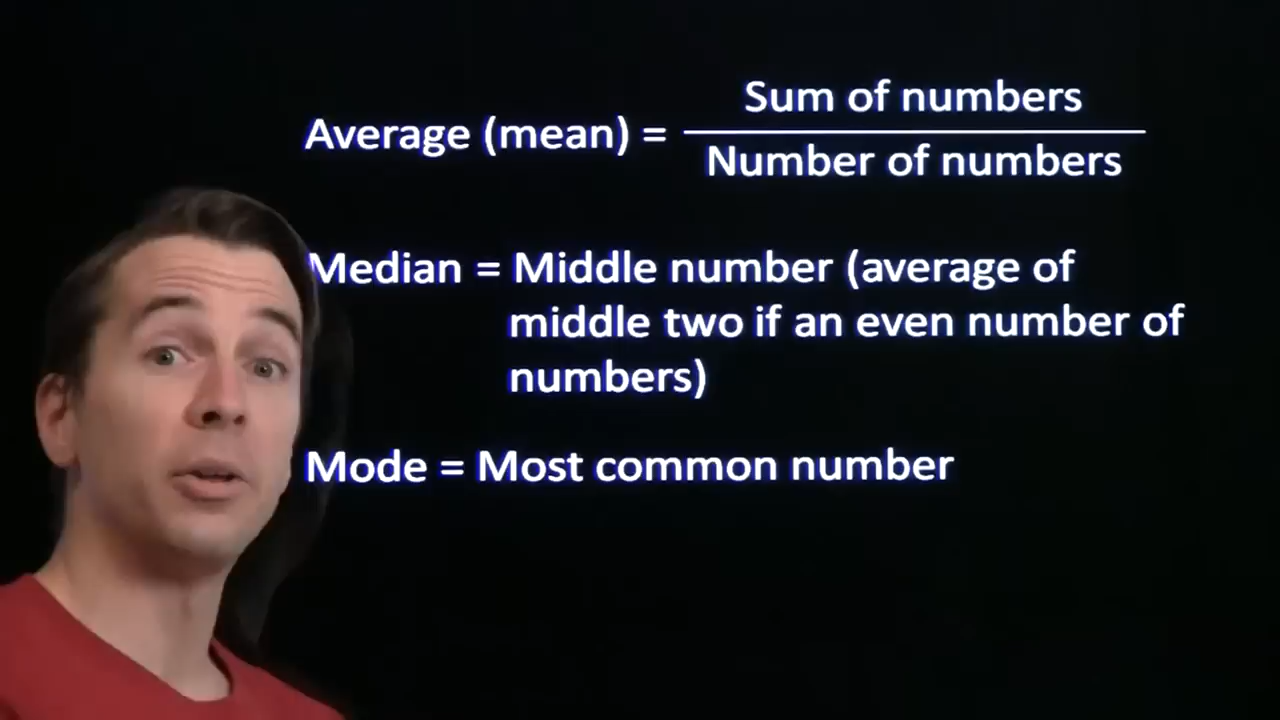 Sum of numbers
Average (mean) =
Number of numbers
Median = Middle number (average of
middle two if an even number of
numbers)
Mode = Most common number